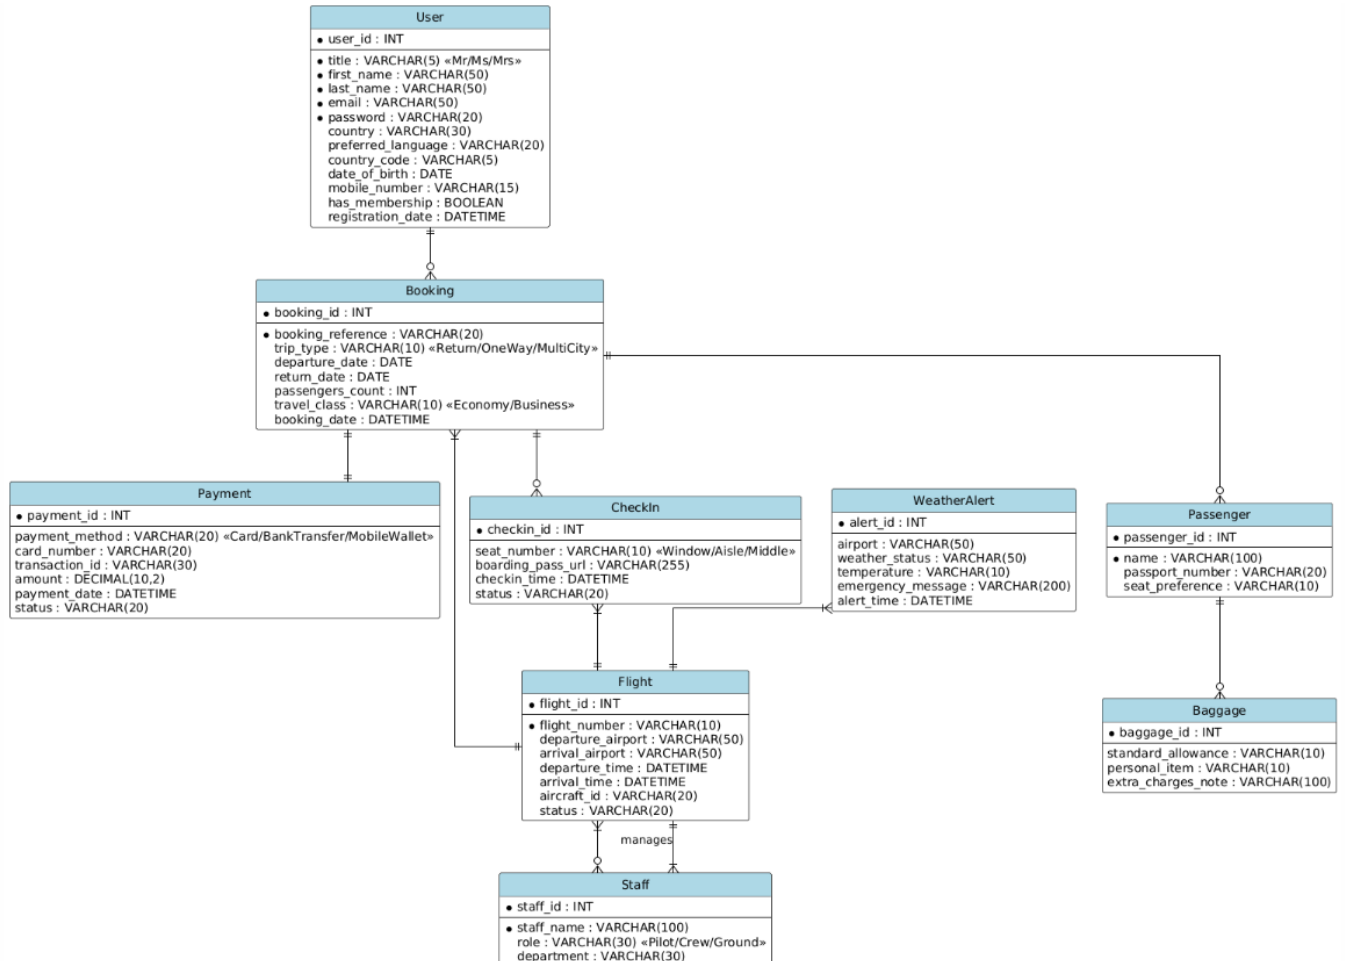 User
user_id : INT
title : VARCHAR(5) «Mr/Ms/Mrs»
first_name : VARCHAR(50)
last_name : VARCHAR(50)
email : VARCHAR(50)
password : VARCHAR(20)
country : VARCHAR(30)
preferred_language : VARCHAR(20)
country_code : VARCHAR(5)
date_of_birth : DATE
mobile_number : VARCHAR(15)
has_membership : BOOLEAN
registration_date : DATETIME
Booking
booking_id : INT
booking_reference : VARCHAR(20)
trip_type : VARCHAR(10) «Return/OneWay/MultiCity»
departure_date : DATE
return_date : DATE
passengers_count : INT
travel_class : VARCHAR(10) «Economy/Business»
booking_date : DATETIME
Payment
payment_id : INT
payment_method : VARCHAR(20) «Card/BankTransfer/MobileWallet»
card_number : VARCHAR(20)
transaction_id : VARCHAR(30)
amount : DECIMAL(10,2)
payment_date : DATETIME
status : VARCHAR(20)
CheckIn
checkin_id : INT
seat_number : VARCHAR(10) «Window/Aisle/Middle»
boarding_pass_url : VARCHAR(255)
checkin_time : DATETIME
status : VARCHAR(20)
WeatherAlert
alert_id : INT
airport : VARCHAR(50)
weather_status : VARCHAR(50)
temperature : VARCHAR(10)
emergency_message : VARCHAR(200)
alert_time : DATETIME
Passenger
passenger_id : INT
name : VARCHAR(100)
passport_number : VARCHAR(20)
seat_preference : VARCHAR(10)
Flight
flight_id : INT
flight_number : VARCHAR(10)
departure_airport : VARCHAR(50)
arrival_airport : VARCHAR(50)
departure_time : DATETIME
arrival_time : DATETIME
aircraft_id : VARCHAR(20)
status : VARCHAR(20)
Baggage
baggage_id : INT
standard_allowance : VARCHAR(10)
personal_item : VARCHAR(10)
extra_charges_note : VARCHAR(100)
manages
Staff
staff_id : INT
staff_name : VARCHAR(100)
role : VARCHAR(30) «Pilot/Crew/Ground»
department : VARCHAR(30)